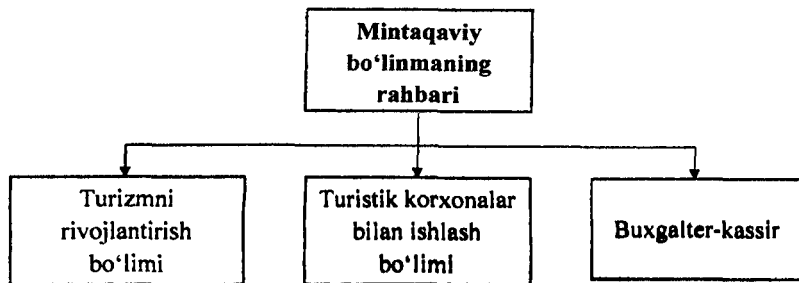 Mintaqaviy
bo‘linmaning
rahbari
Turizmni
rivojlantirish
bo‘limi
Turistik korxonalar
bilan ishlash
bo‘limi
Buxgalter-kassir